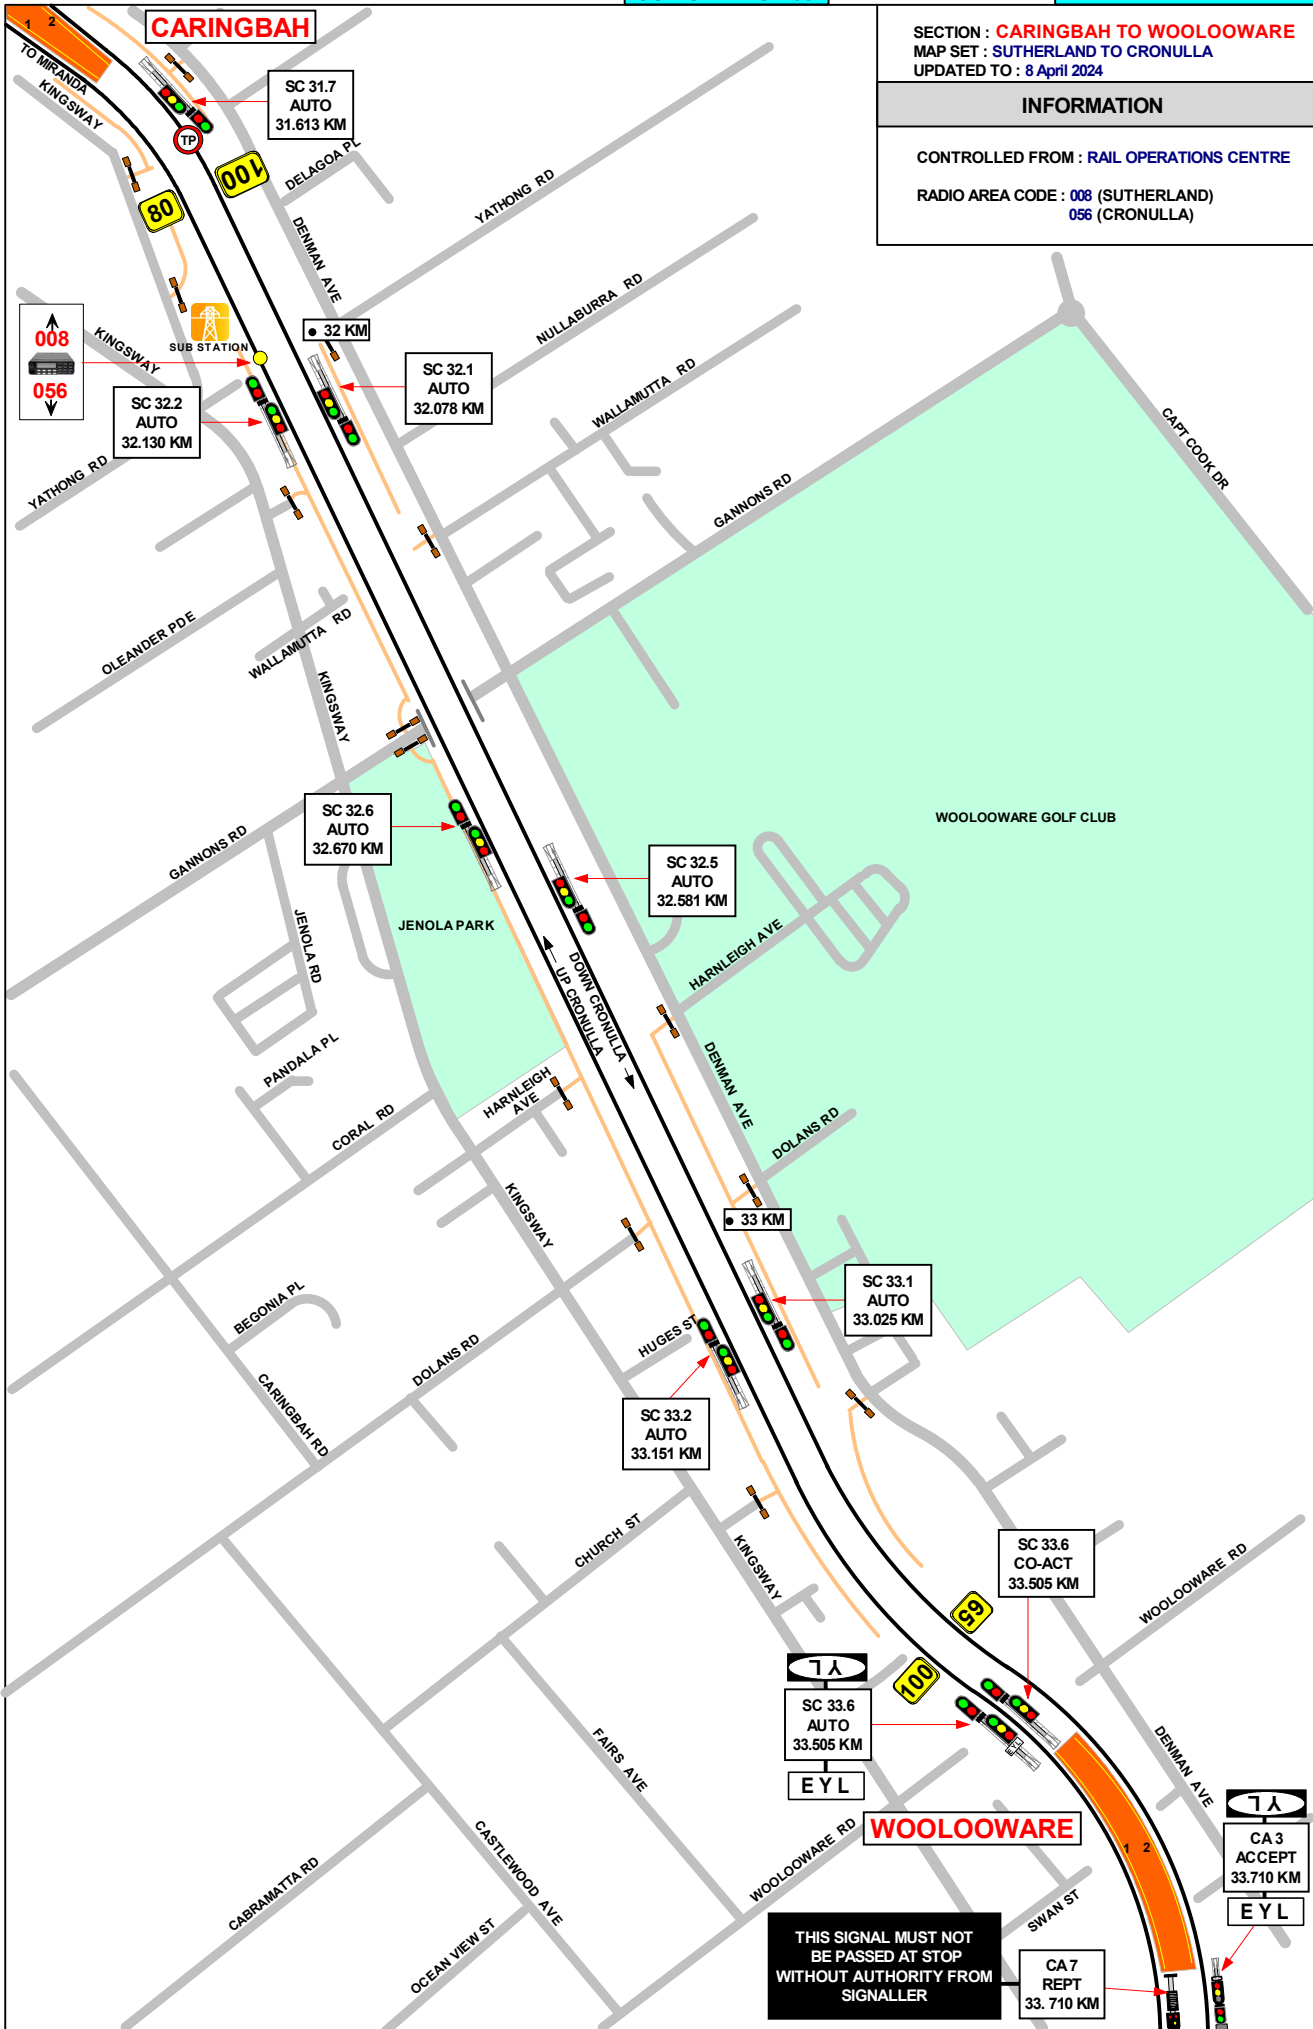 CARINGBAH
SECTION : CARINGBAH TO WOOLOOWARE
MAP SET : SUTHERLAND TO CRONULLA
UPDATED TO : 8 April 2024
INFORMATION
CONTROLLED FROM : RAIL OPERATIONS CENTRE
RADIO AREA CODE : 008 (SUTHERLAND)
056 (CRONULLA)
1 2
TO MIRANDA
KINGSWAY
SC 31.7
AUTO
31.613 KM
TP
100
80
DELAGOA PL
YATHONG RD
DENMAN AVE
NULLABURRA RD
WALLAMUTTA RD
008
056
KINGSWAY
SUB STATION
32 KM
SC 32.1
AUTO
32.078 KM
SC 32.2
AUTO
32.130 KM
YATHONG RD
GANNONS RD
CAPT COOK DR
OLEANDER PDE
WALLAMUTTA RD
KINGSWAY
SC 32.6
AUTO
32.670 KM
GANNONS RD
WOOLOOWARE GOLF CLUB
SC 32.5
AUTO
32.581 KM
JENOLA PARK
JENOLA RD
HARNLEIGH AVE
DOWN CRONULLA
UP CRONULLA
PANDALA PL
CORAL RD
HARNLEIGH
AVE
DENMAN AVE
DOLANS RD
KINGSWAY
33 KM
SC 33.1
AUTO
33.025 KM
BEGONIA PL
HUGES ST
DOLANS RD
CARINGBAH RD
SC 33.2
AUTO
33.151 KM
CHURCH ST
KINGSWAY
SC 33.6
CO-ACT
33.505 KM
WOOLOOWARE RD
65
100
YL
SC 33.6
AUTO
33.505 KM
EYL
FAIRS AVE
DENMAN AVE
WOOLOOWARE
1 2
YL
CA 3
ACCEPT
33.710 KM
EYL
CASTLEWOOD AVE
WOOLOOWARE RD
CABRAMATTA RD
SWAN ST
OCEAN VIEW ST
THIS SIGNAL MUST NOT
BE PASSED AT STOP
WITHOUT AUTHORITY FROM
SIGNALLER
CA 7
REPT
33. 710 KM